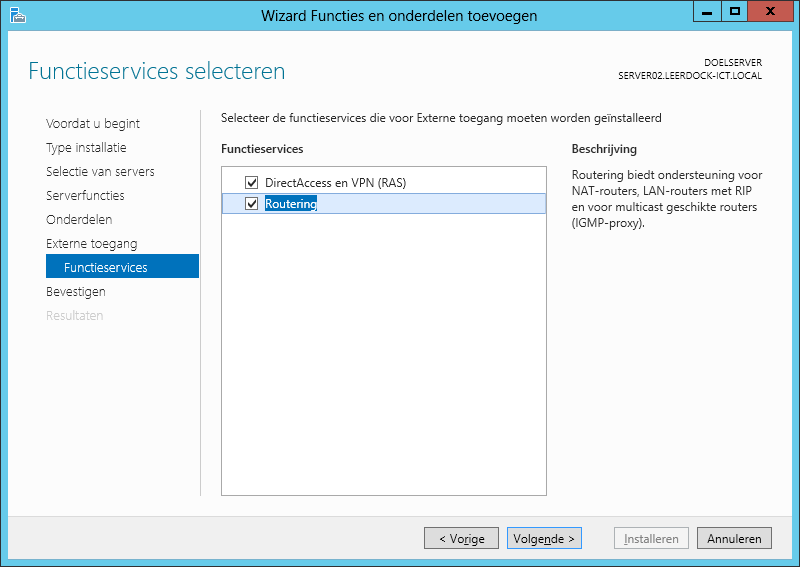 Wizard Functies en onderdelen toevoegen
Functieservices selecteren
DOELSERVER
SERVER02.LEERDOCK-ICT.LOCAL
Voordat u begint
Type installatie
Selectie van servers
Serverfuncties
Onderdelen
Externe toegang
Functieservices
Bevestigen
Resultaten
Selecteer de functieservices die voor Externe toegang moeten worden geïnstalleerd
Functieservices
DirectAccess en VPN (RAS)
Routering
Beschrijving
Routering biedt ondersteuning voor
NAT-routers, LAN-routers met RIP
en voor multicast geschikte routers
(IGMP-proxy).
< Vorige
Volgende >
Installeren
Annuleren